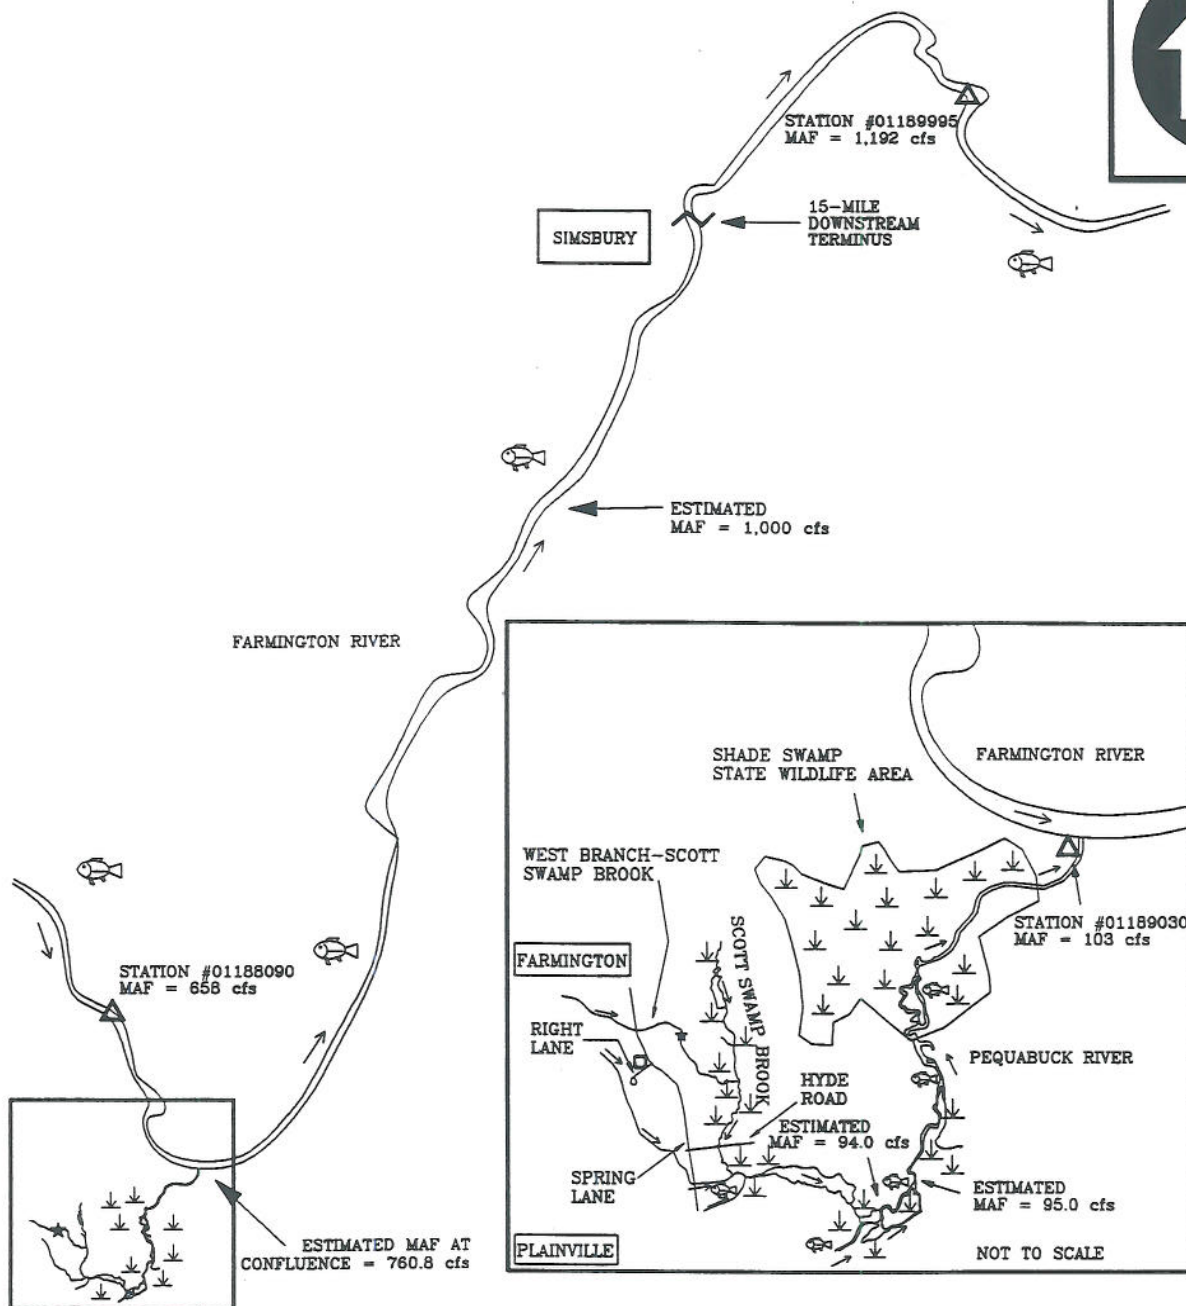 STATION #01189995
MAF = 1,192 cfs
15-MILE
DOWNSTREAM
TERMINUS
SIMSBURY
ESTIMATED
MAF = 1,000 cfs
FARMINGTON RIVER
STATION #01188090
MAF = 658 cfs
ESTIMATED MAF AT
CONFLUENCE = 760.8 cfs
SHADE SWAMP
STATE WILDLIFE AREA
FARMINGTON RIVER
WEST BRANCH-SCOTT
SWAMP BROOK
SCOTT SWAMP BROOK
STATION #01189030
MAF = 103 cfs
FARMINGTON
RIGHT
LANE
PEQUABUCK RIVER
HYDE
ROAD
ESTIMATED
MAF = 94.0 cfs
SPRING
LANE
ESTIMATED
MAF = 95.0 cfs
PLAINVILLE
NOT TO SCALE